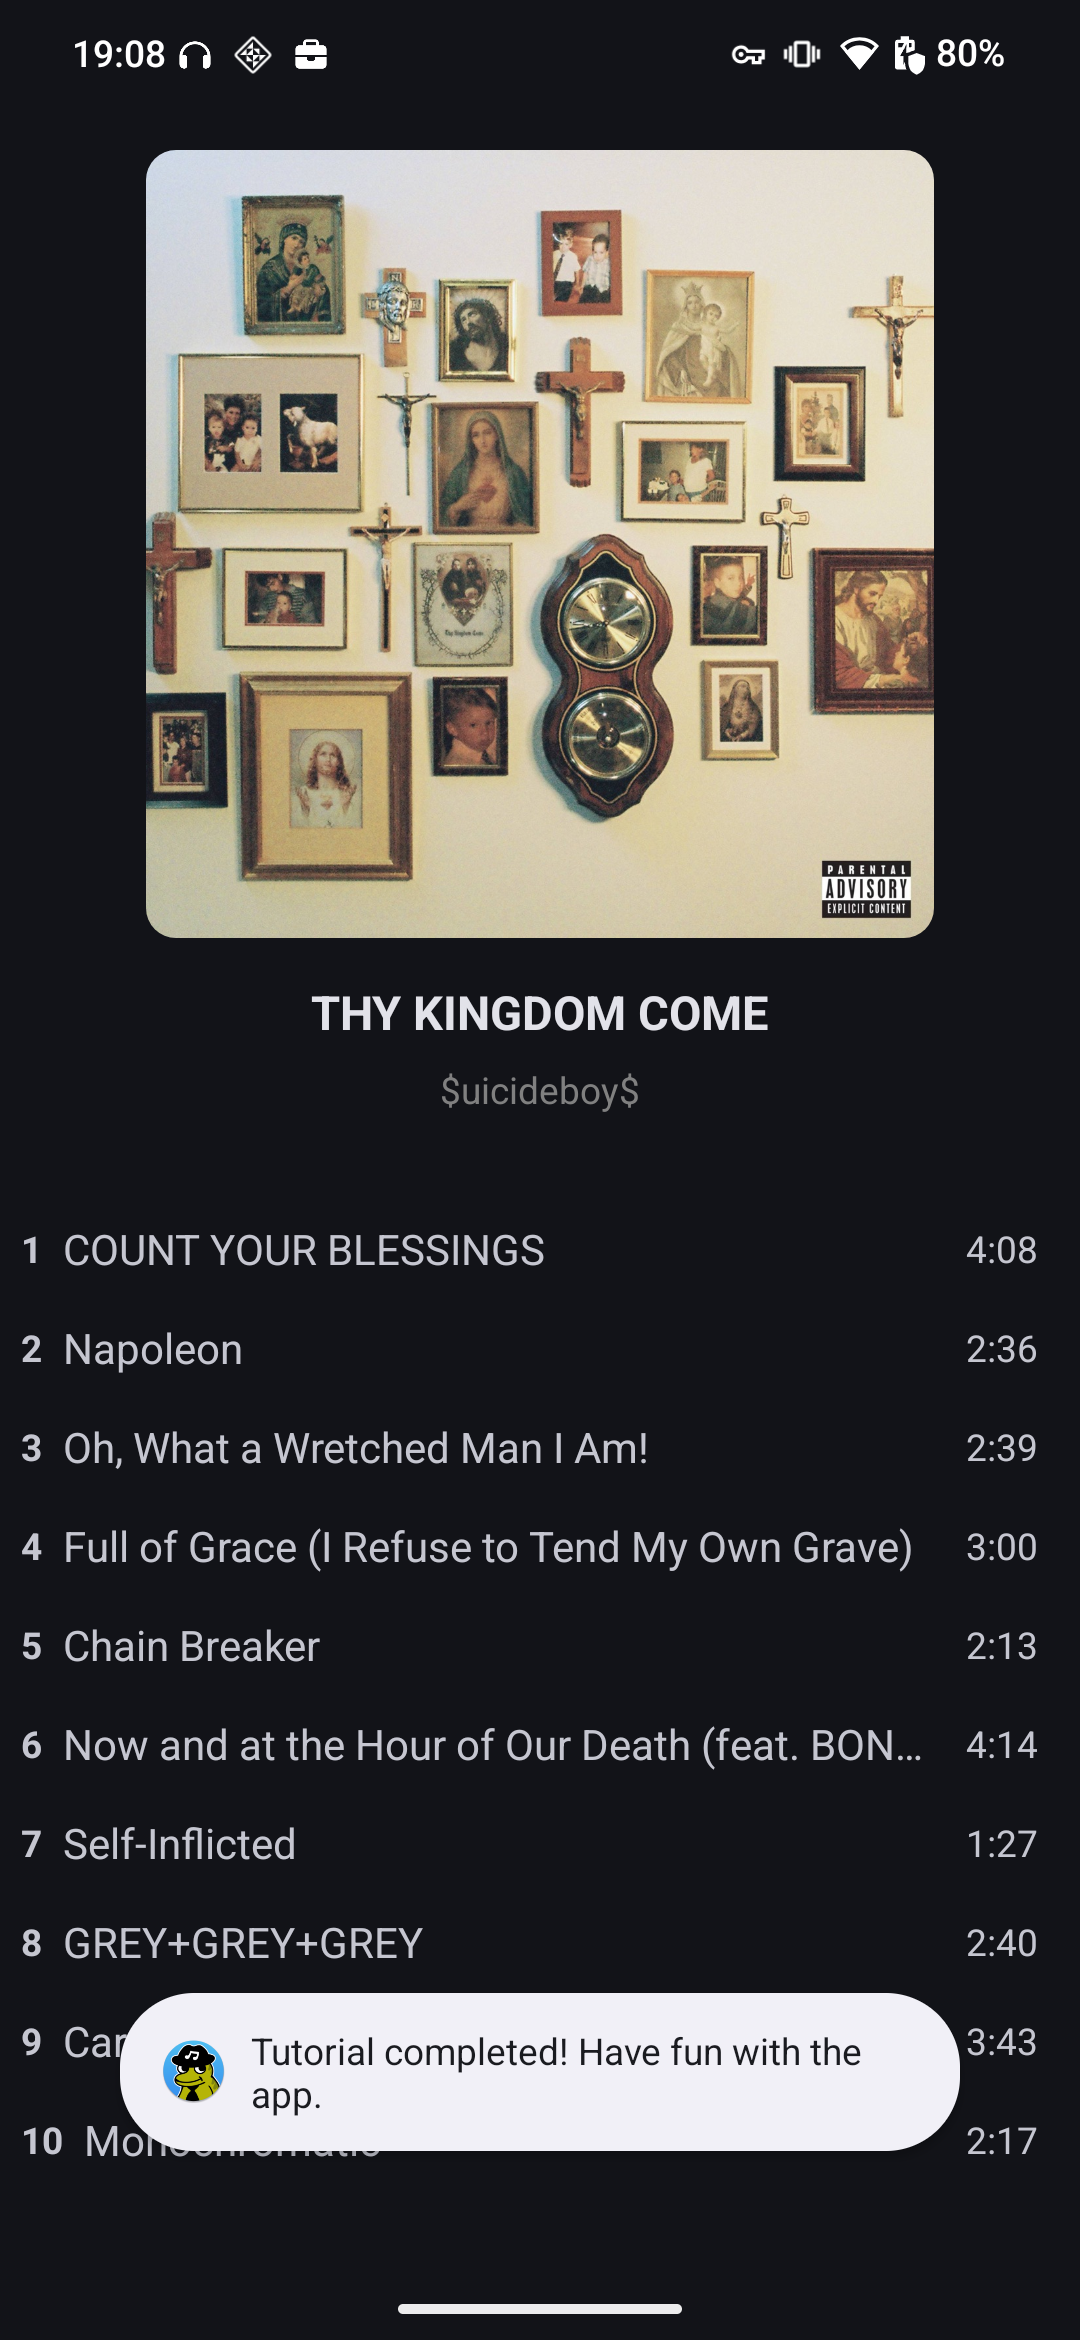 19:08
80%
PARENTAL
ADVISORY
EXPLICIT CONTENT
THY KINGDOM COME
$uicideboy$
1 COUNT YOUR BLESSINGS 4:08
2 Napoleon 2:36
3 Oh, What a Wretched Man I Am! 2:39
4 Full of Grace (I Refuse to Tend My Own Grave) 3:00
5 Chain Breaker 2:13
6 Now and at the Hour of Our Death (feat. BON... 4:14
7 Self-Inflicted 1:27
8 GREY+GREY+GREY 2:40
9 3:43
Tutorial completed! Have fun with the
app.
10 Monochromatic 2:17